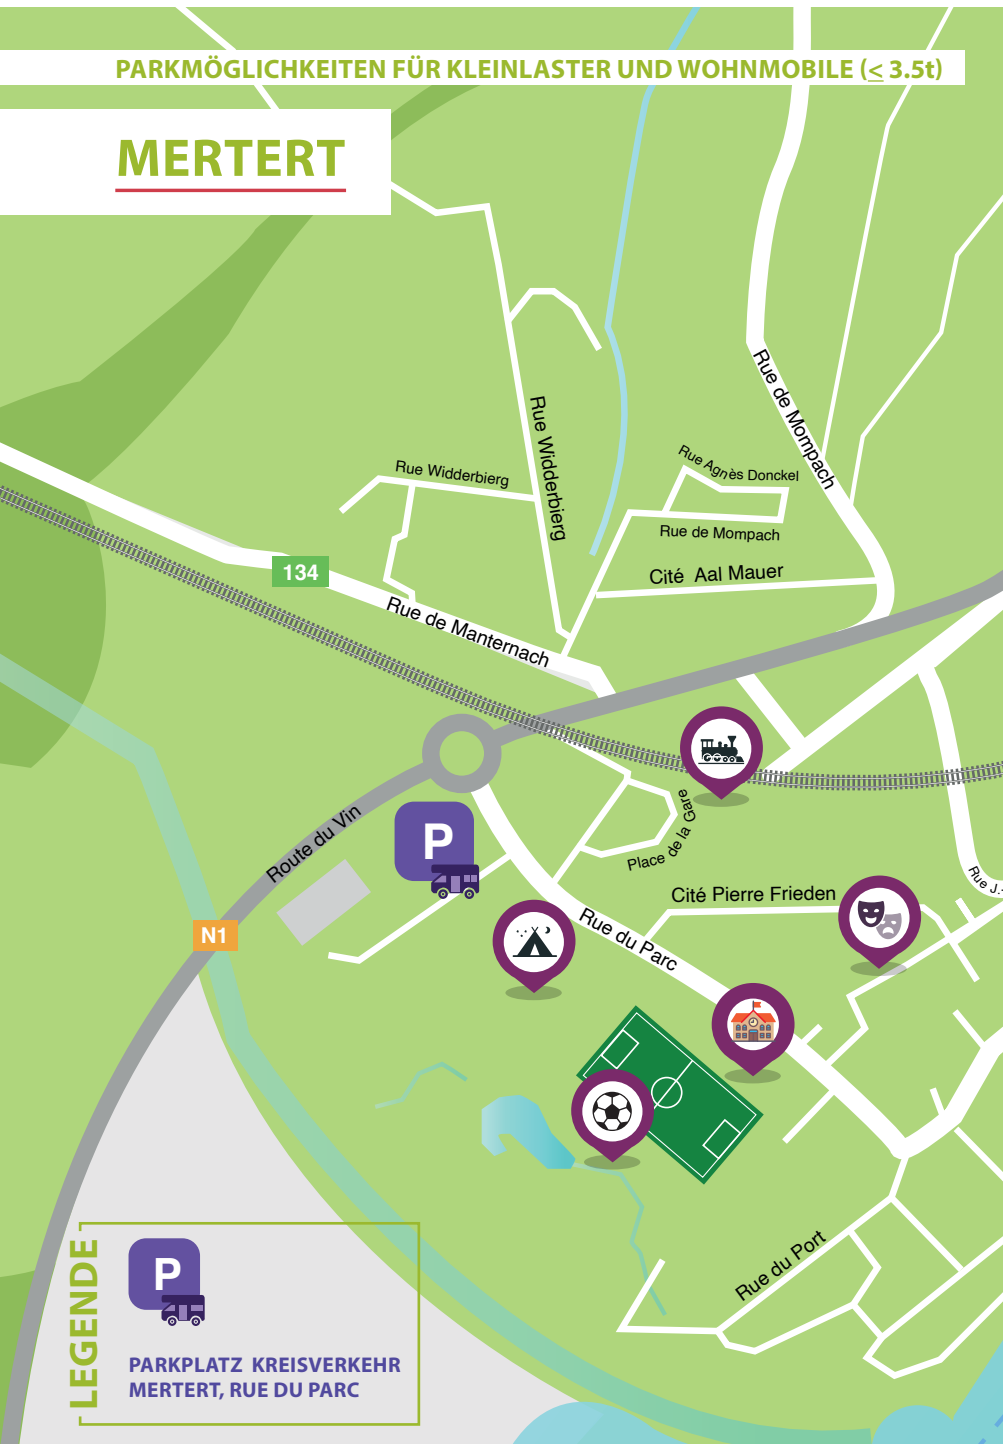 PARKMÖGLICHKEITEN FÜR KLEINLASTER UND WOHNMOBILE (≤ 3.5t)
MERTERT
Rue de Mompach
Rue Widderbierg
Rue Widderbierg
Rue Agnès Donckel
Rue de Mompach
Cité Aal Mauer
134
Rue de Manternach
Route du Vin
P
Place de la Gare
Cité Pierre Frieden
Rue J.-
Rue du Parc
N1
Rue du Port
LEGENDE
P
PARKPLATZ KREISVERKEHR
MERTERT, RUE DU PARC